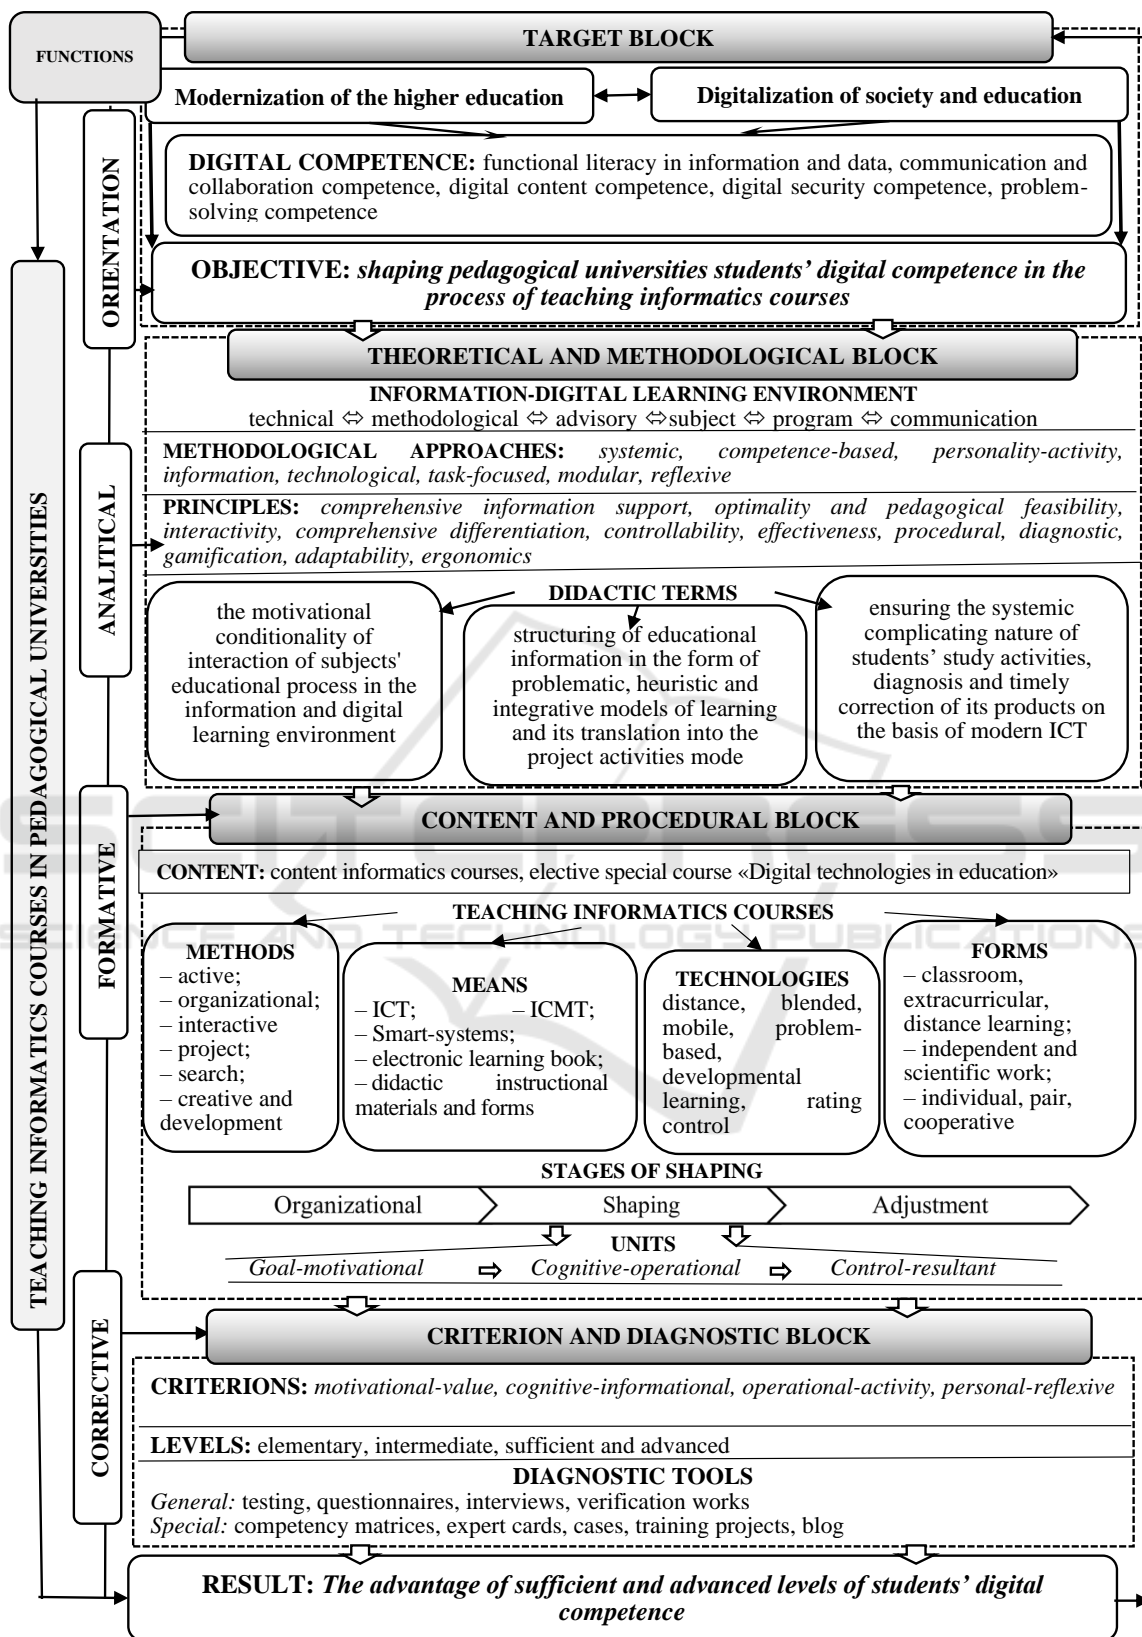 FUNCTIONS
TARGET BLOCK
Modernization of the higher education
Digitalization of society and education
DIGITAL COMPETENCE: functional literacy in information and data, communication and
collaboration competence, digital content competence, digital security competence, problem-
solving competence
OBJECTIVE: shaping pedagogical universities students’ digital competence in the
process of teaching informatics courses
ORIENTATION
THEORETICAL AND METHODOLOGICAL BLOCK
INFORMATION-DIGITAL LEARNING ENVIRONMENT
technical ⇔ methodological ⇔ advisory ⇔subject ⇔ program ⇔ communication
METHODOLOGICAL APPROACHES: systemic, competence-based, personality-activity,
information, technological, task-focused, modular, reflexive
PRINCIPLES: comprehensive information support, optimality and pedagogical feasibility,
interactivity, comprehensive differentiation, controllability, effectiveness, procedural, diagnostic,
gamification, adaptability, ergonomics
ANALITICAL
DIDACTIC TERMS
the motivational
conditionality of
interaction of subjects'
educational process in the
information and digital
learning environment
structuring of educational
information in the form of
problematic, heuristic and
integrative models of learning
and its translation into the
project activities mode
ensuring the systemic
complicating nature of
students’ study activities,
diagnosis and timely
correction of its products on
the basis of modern ICT
TEACHING INFORMATICS COURSES IN PEDAGOGICAL UNIVERSITIES
CONTENT AND PROCEDURAL BLOCK
CONTENT: content informatics courses, elective special course «Digital technologies in education»
FORMATIVE
TEACHING INFORMATICS COURSES
SCITEPRESS
SCIENCE AND TECHNOLOGY PUBLICATIONS
METHODS
– active;
– organizational;
– interactive
– project;
– search;
– creative and
development
MEANS
– ICT; – ICMT;
– Smart-systems;
– electronic learning book;
– didactic instructional
materials and forms
TECHNOLOGIES
distance, blended,
mobile, problem-
based,
developmental
learning, rating
control
FORMS
– classroom,
extracurricular,
distance learning;
– independent and
scientific work;
– individual, pair,
cooperative
STAGES OF SHAPING
Organizational Shaping Adjustment
UNITS
Goal-motivational ⇨ Cognitive-operational ⇨ Control-resultant
CRITERION AND DIAGNOSTIC BLOCK
CORRECTIVE
CRITERIONS: motivational-value, cognitive-informational, operational-activity, personal-reflexive
LEVELS: elementary, intermediate, sufficient and advanced
DIAGNOSTIC TOOLS
General: testing, questionnaires, interviews, verification works
Special: competency matrices, expert cards, cases, training projects, blog
RESULT: The advantage of sufficient and advanced levels of students’ digital
competence